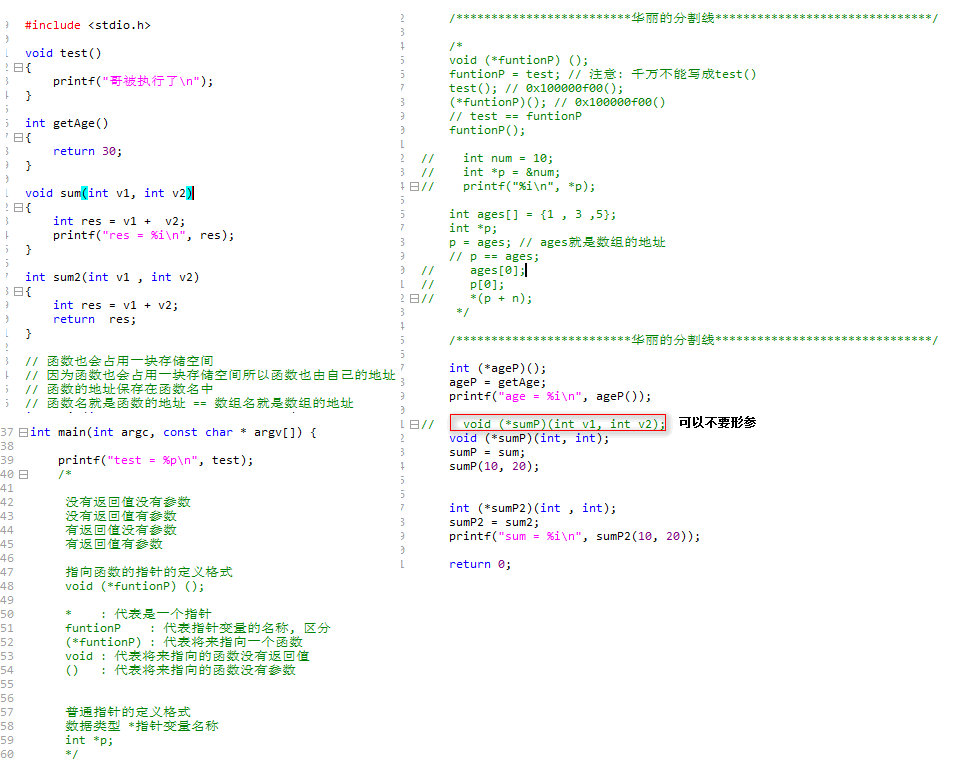 #include <stdio.h>
void test()
{
printf("哥被执行了\n");
}
int getAge()
{
return 30;
}
void sum(int v1, int v2)
{
int res = v1 + v2;
printf("res = %i\n", res);
}
int sum2(int v1 , int v2)
{
int res = v1 + v2;
return res;
}
// 函数也会占用一块存储空间
// 因为函数也会占用一块存储空间所以函数也由自己的地址
// 函数的地址保存在函数名中
// 函数名就是函数的地址 == 数组名就是数组的地址
37 int main(int argc, const char * argv[]) {
38
39 printf("test = %p\n", test);
40 /*
41
42 没有返回值没有参数
43 没有返回值有参数
44 有返回值没有参数
45 有返回值有参数
46
47 指向函数的指针的定义格式
48 void (*funtionP) ();
49
50 * : 代表是一个指针
51 funtionP : 代表指针变量的名称, 区分
52 (*funtionP) : 代表将来指向一个函数
53 void : 代表将来指向的函数没有返回值
54 () : 代表将来指向的函数没有参数
55
56
57 普通指针的定义格式
58 数据类型 *指针变量名称
59 int *p;
60 */
/*************************华丽的分割线*******************************/
/*
void (*funtionP) ();
funtionP = test; // 注意: 千万不能写成test()
test(); // 0x100000f00();
(*funtionP)(); // 0x100000f00()
// test == funtionP
funtionP();
// int num = 10;
// int *p = &num;
// printf("%i\n", *p);
int ages[] = {1 , 3 ,5};
int *p;
p = ages; // ages就是数组的地址
// p == ages;
// ages[0];
// p[0];
// *(p + n);
*/
/*************************华丽的分割线*******************************/
int (*ageP)();
ageP = getAge;
printf("age = %i\n", ageP());
// void (*sumP)(int v1, int v2); 可以不要形参
void (*sumP)(int, int);
sumP = sum;
sumP(10, 20);
int (*sumP2)(int , int);
sumP2 = sum2;
printf("sum = %i\n", sumP2(10, 20));
return 0;